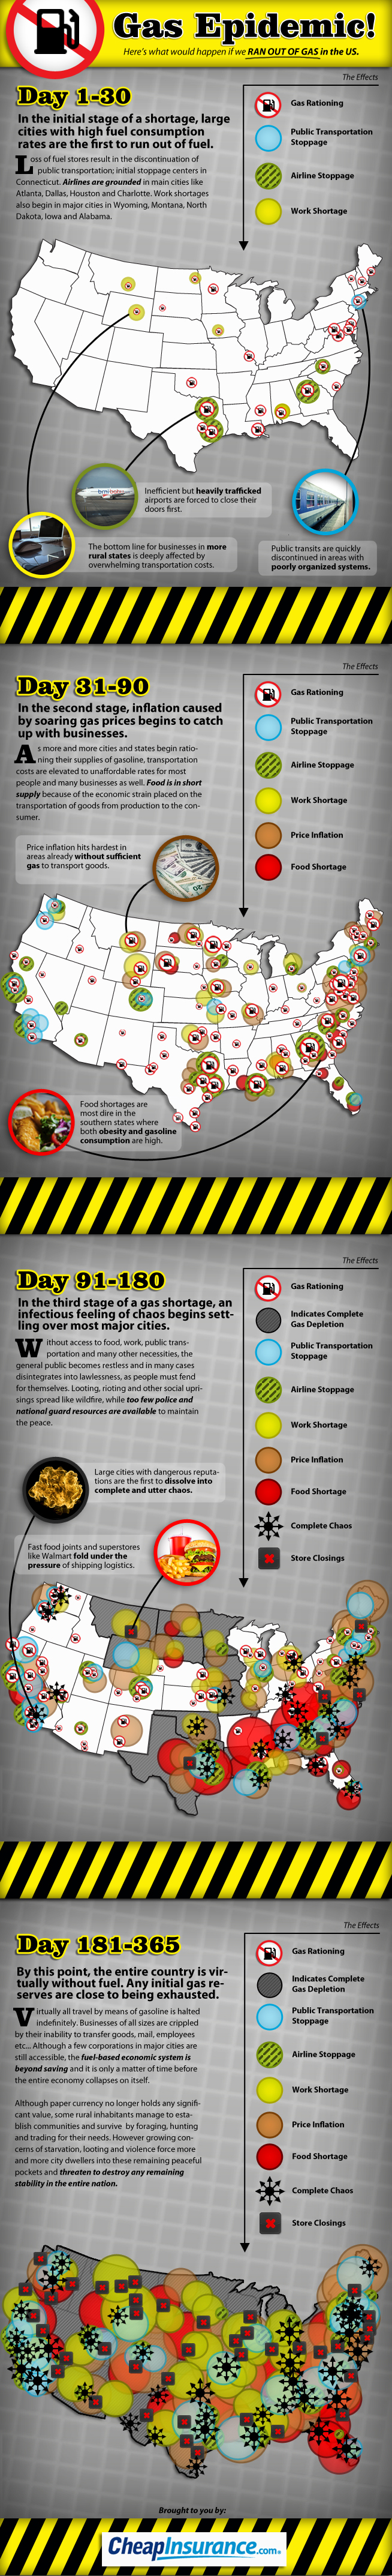 Gas Epidemic!
Here's what would happen if we RAN OUT OF GAS in the US.
The Effects
Day 1-30
In the initial stage of a shortage, large
cities with high fuel consumption
rates are the first to run out of fuel.
Loss of fuel stores result in the discontinuation of
public transportation; initial stoppage centers in
Connecticut. Airlines are grounded in main cities like
Atlanta, Dallas, Houston and Charlotte. Work shortages
also begin in major cities in Wyoming, Montana, North
Dakota, Iowa and Alabama.
Gas Rationing
Public Transportation
Stoppage
Airline Stoppage
Work Shortage
Inefficient but heavily trafficked
airports are forced to close their
doors first.
The bottom line for businesses in more
rural states is deeply affected by
overwhelming transportation costs.
Public transits are quickly
discontinued in areas with
poorly organized systems.
The Effects
Day 31-90
In the second stage, inflation caused
by soaring gas prices begins to catch
up with businesses.
As more and more cities and states begin ratio-
ning their supplies of gasoline, transportation
costs are elevated to unaffordable rates for most
people and many businesses as well. Food is in short
supply because of the economic strain placed on the
transportation of goods from production to the con-
sumer.
Gas Rationing
Public Transportation
Stoppage
Airline Stoppage
Work Shortage
Price Inflation
Food Shortage
Price inflation hits hardest in
areas already without sufficient
gas to transport goods.
Food shortages are
most dire in the
southern states where
both obesity and gasoline
consumption are high.
The Effects
Day 91-180
In the third stage of a gas shortage, an
infectious feeling of chaos begins sett-
ling over most major cities.
Without access to food, work, public trans-
portation and many other necessities, the
general public becomes restless and in many cases
disintegrates into lawlessness, as people must fend
for themselves. Looting, rioting and other social upri-
sings spread like wildfire, while too few police and
national guard resources are available to maintain
the peace.
Gas Rationing
Indicates Complete
Gas Depletion
Public Transportation
Stoppage
Airline Stoppage
Work Shortage
Price Inflation
Food Shortage
Complete Chaos
Store Closings
Large cities with dangerous reputa-
tions are the first to dissolve into
complete and utter chaos.
Fast food joints and superstores
like Walmart fold under the
pressure of shipping logistics.
The Effects
Day 181-365
By this point, the entire country is vir-
tually without fuel. Any initial gas re-
serves are close to being exhausted.
Virtually all travel by means of gasoline is halted
indefinitely. Businesses of all sizes are crippled
by their inability to transfer goods, mail, employees
etc... Although a few corporations in major cities are
still accessible, the fuel-based economic system is
beyond saving and it is only a matter of time before
the entire economy collapses on itself.
Although paper currency no longer holds any signifi-
cant value, some rural inhabitants manage to esta-
blish communities and survive by foraging, hunting
and trading for their needs. However growing con-
cerns of starvation, looting and violence force more
and more city dwellers into these remaining peaceful
pockets and threaten to destroy any remaining
stability in the entire nation.
Gas Rationing
Indicates Complete
Gas Depletion
Public Transportation
Stoppage
Airline Stoppage
Work Shortage
Price Inflation
Food Shortage
Complete Chaos
Store Closings
Brought to you by:
CheapInsurance.com